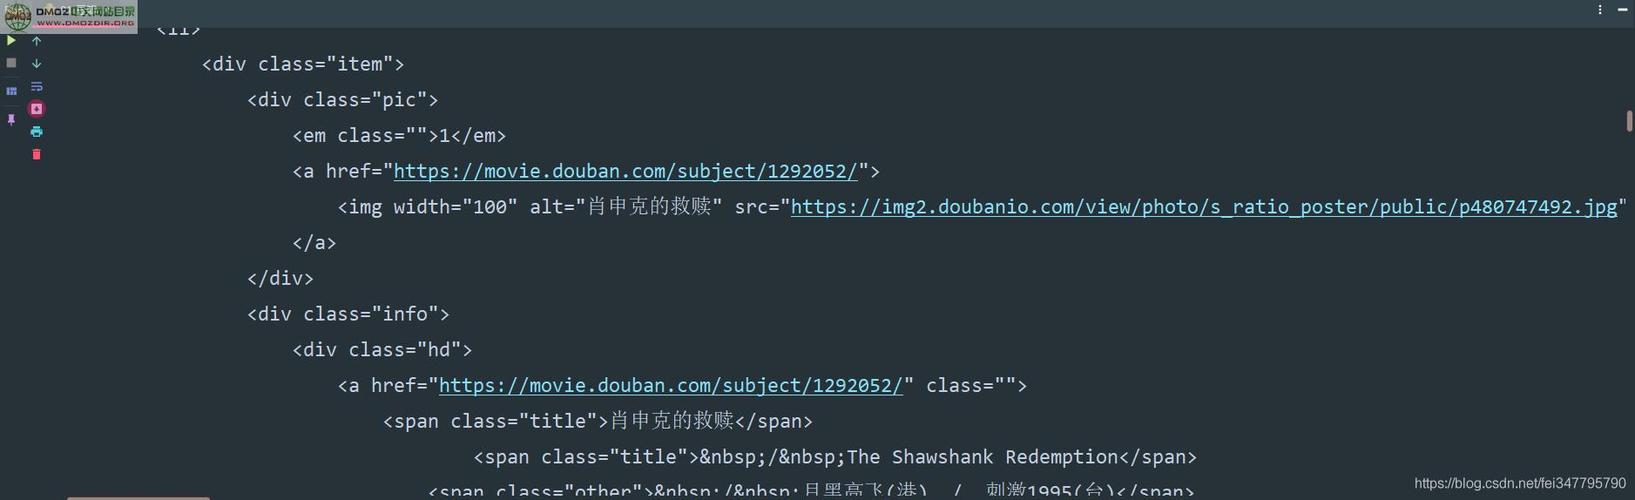 DMOZ中文网站目录
WWW.DMOZDIR.ORG
<li>
<div class="item">
<div class="pic">
<em class="">1</em>
<a href="https://movie.douban.com/subject/1292052/">
<img width="100" alt="肖申克的救赎" src="https://img2.doubanio.com/view/photo/s_ratio_poster/public/p480747492.jpg"
</a>
</div>
<div class="info">
<div class="hd">
<a href="https://movie.douban.com/subject/1292052/" class="">
<span class="title">肖申克的救赎</span>
<span class="title">&nbsp;/&nbsp;The Shawshank Redemption</span>
<span class="other">&nbsp;/&nbsp;月黑高飞(港) / 刺激1995(台)</span>
https://blog.csdn.net/fei347795790